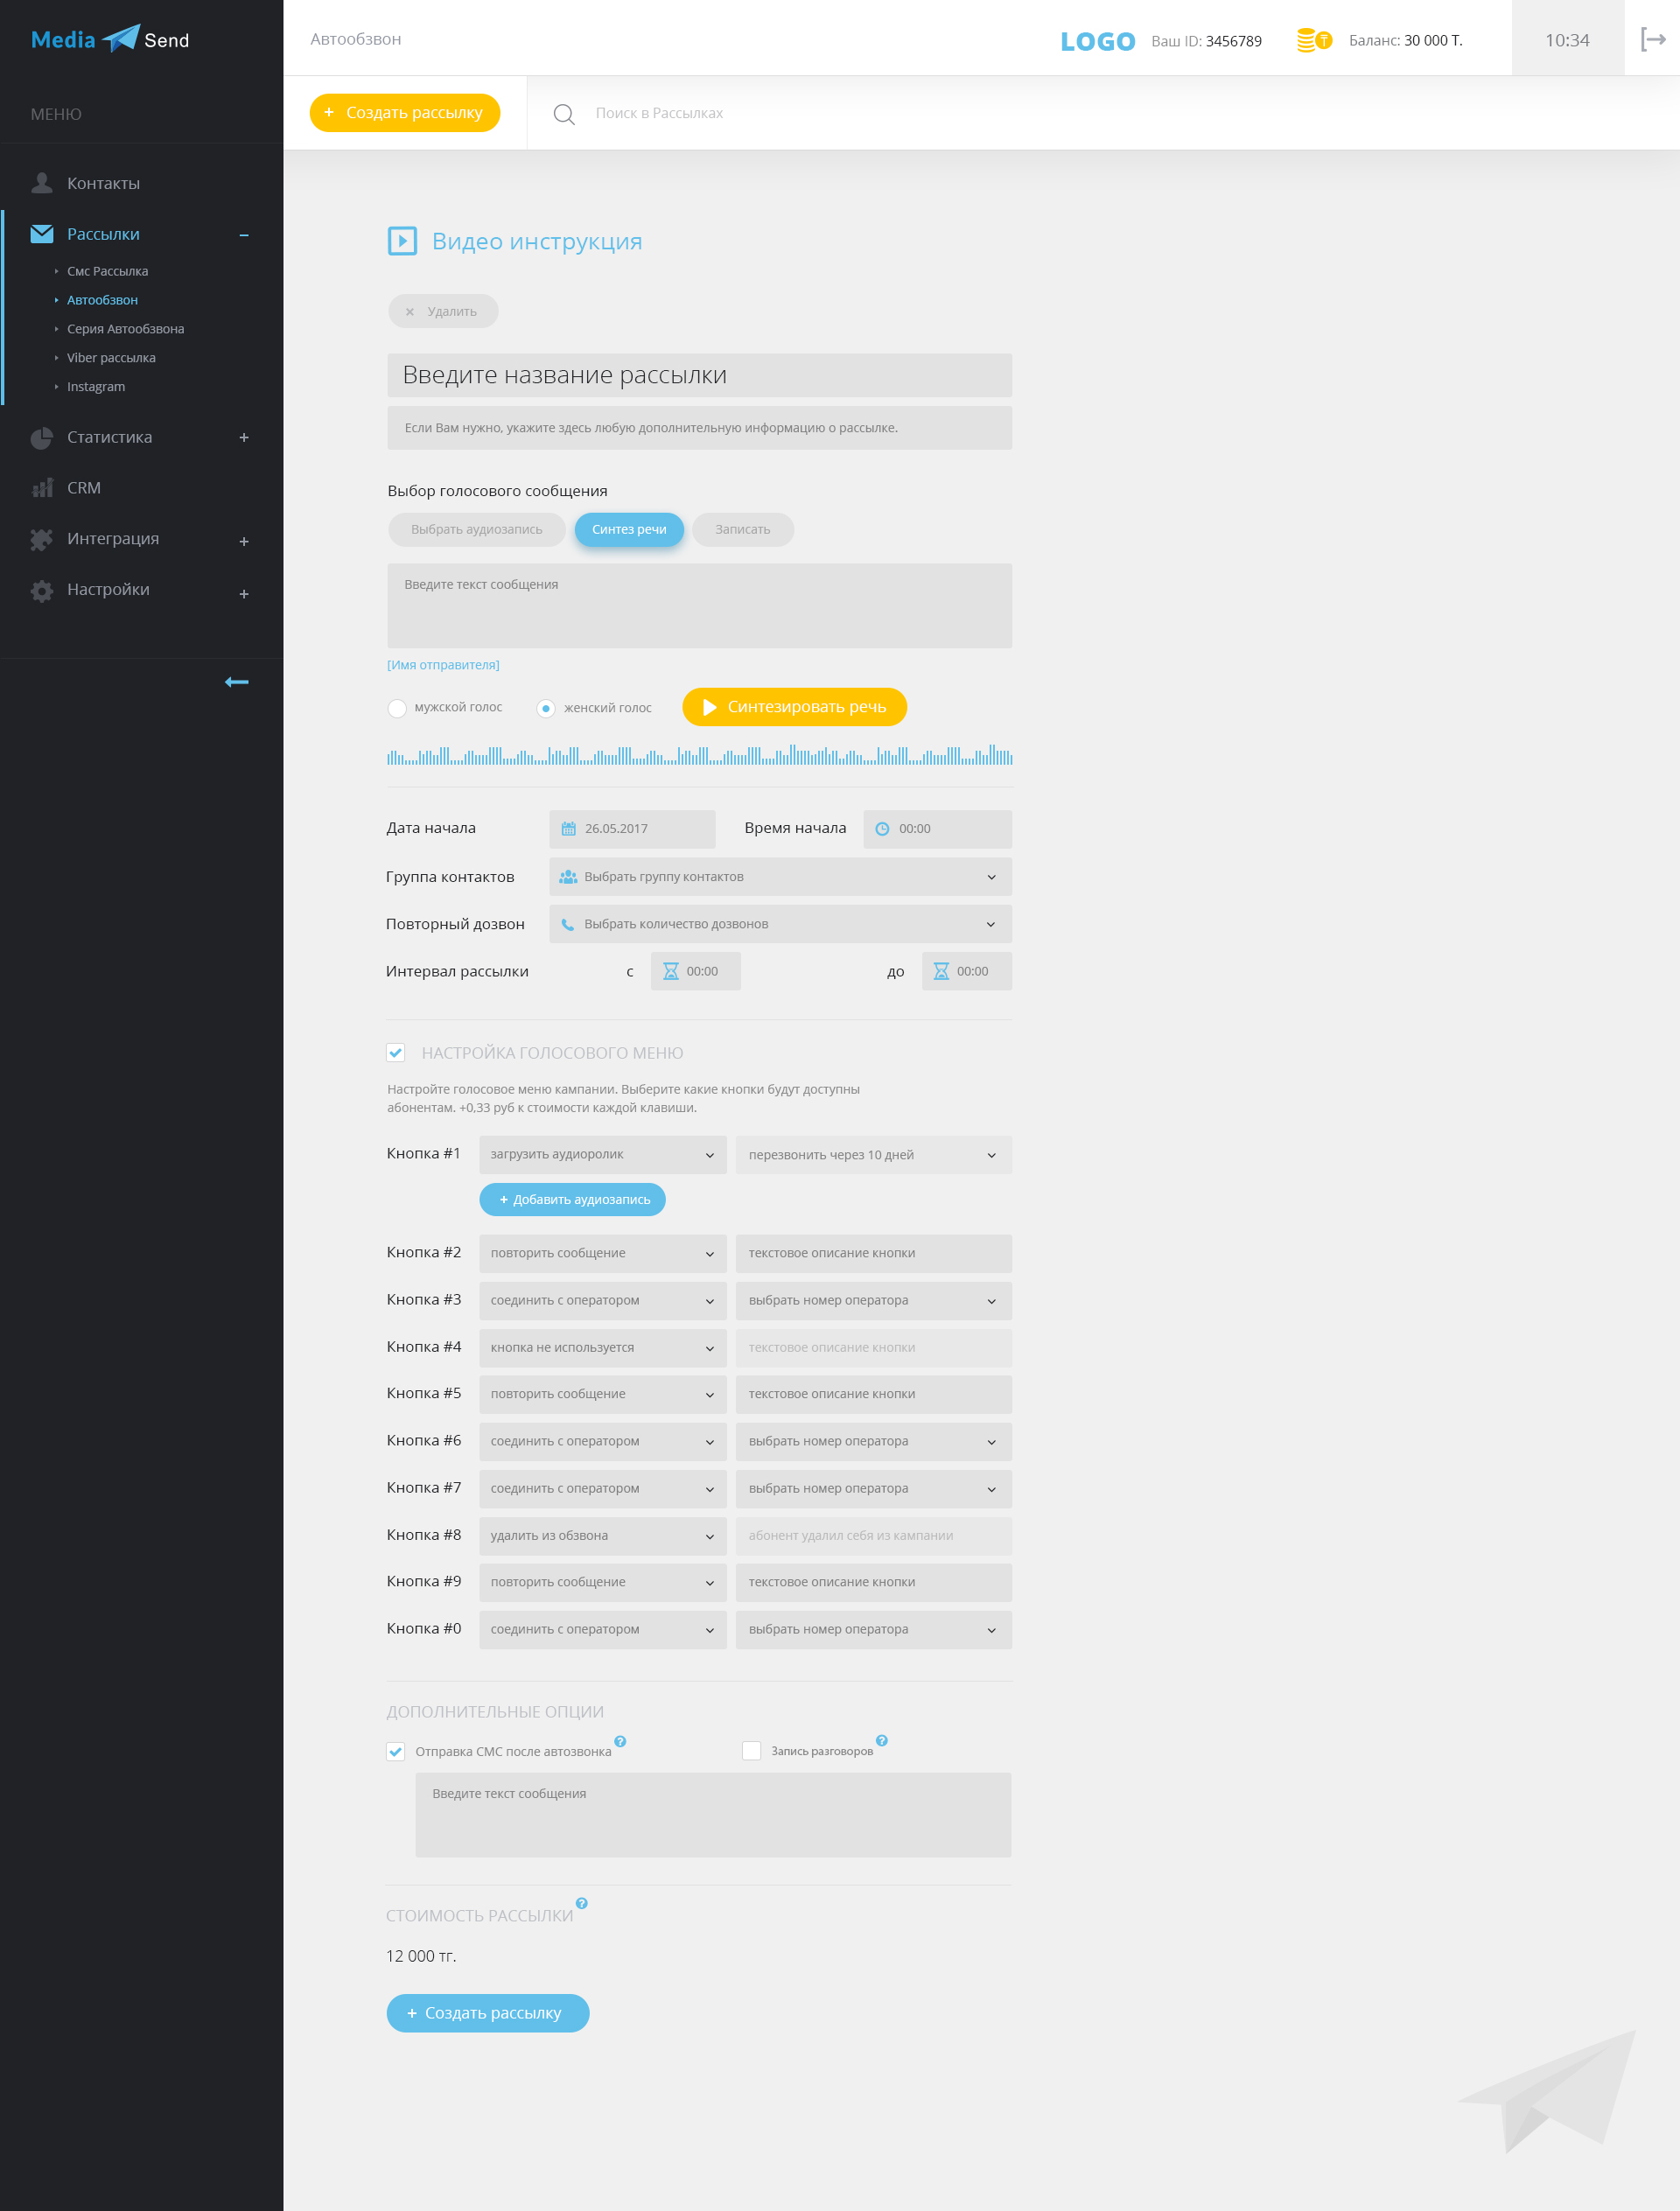 Media Send
Автообзвон
LOGO
Ваш ID: 3456789
₸
Баланс: 30 000 Т.
10:34
МЕНЮ
+ Создать рассылку
Поиск в Рассылках
Контакты
Рассылки −
Смс Рассылка
Автообзвон
Серия Автообзвона
Viber рассылка
Instagram
Статистика +
CRM
Интеграция +
Настройки +
Видео инструкция
× Удалить
Введите название рассылки
Если Вам нужно, укажите здесь любую дополнительную информацию о рассылке.
Выбор голосового сообщения
Выбрать аудиозапись
Синтез речи
Записать
Введите текст сообщения
[Имя отправителя]
мужской голос
женский голос
Синтезировать речь
Дата начала
26.05.2017
Время начала
00:00
Группа контактов
Выбрать группу контактов
Повторный дозвон
Выбрать количество дозвонов
Интервал рассылки
с
00:00
до
00:00
НАСТРОЙКА ГОЛОСОВОГО МЕНЮ
Настройте голосовое меню кампании. Выберите какие кнопки будут доступны
абонентам. +0,33 руб к стоимости каждой клавиши.
Кнопка #1
загрузить аудиоролик
перезвонить через 10 дней
+ Добавить аудиозапись
Кнопка #2
повторить сообщение
текстовое описание кнопки
Кнопка #3
соединить с оператором
выбрать номер оператора
Кнопка #4
кнопка не используется
текстовое описание кнопки
Кнопка #5
повторить сообщение
текстовое описание кнопки
Кнопка #6
соединить с оператором
выбрать номер оператора
Кнопка #7
соединить с оператором
выбрать номер оператора
Кнопка #8
удалить из обзвона
абонент удалил себя из кампании
Кнопка #9
повторить сообщение
текстовое описание кнопки
Кнопка #0
соединить с оператором
выбрать номер оператора
ДОПОЛНИТЕЛЬНЫЕ ОПЦИИ
Отправка СМС после автозвонка ?
Запись разговоров ?
Введите текст сообщения
СТОИМОСТЬ РАССЫЛКИ ?
12 000 тг.
+ Создать рассылку